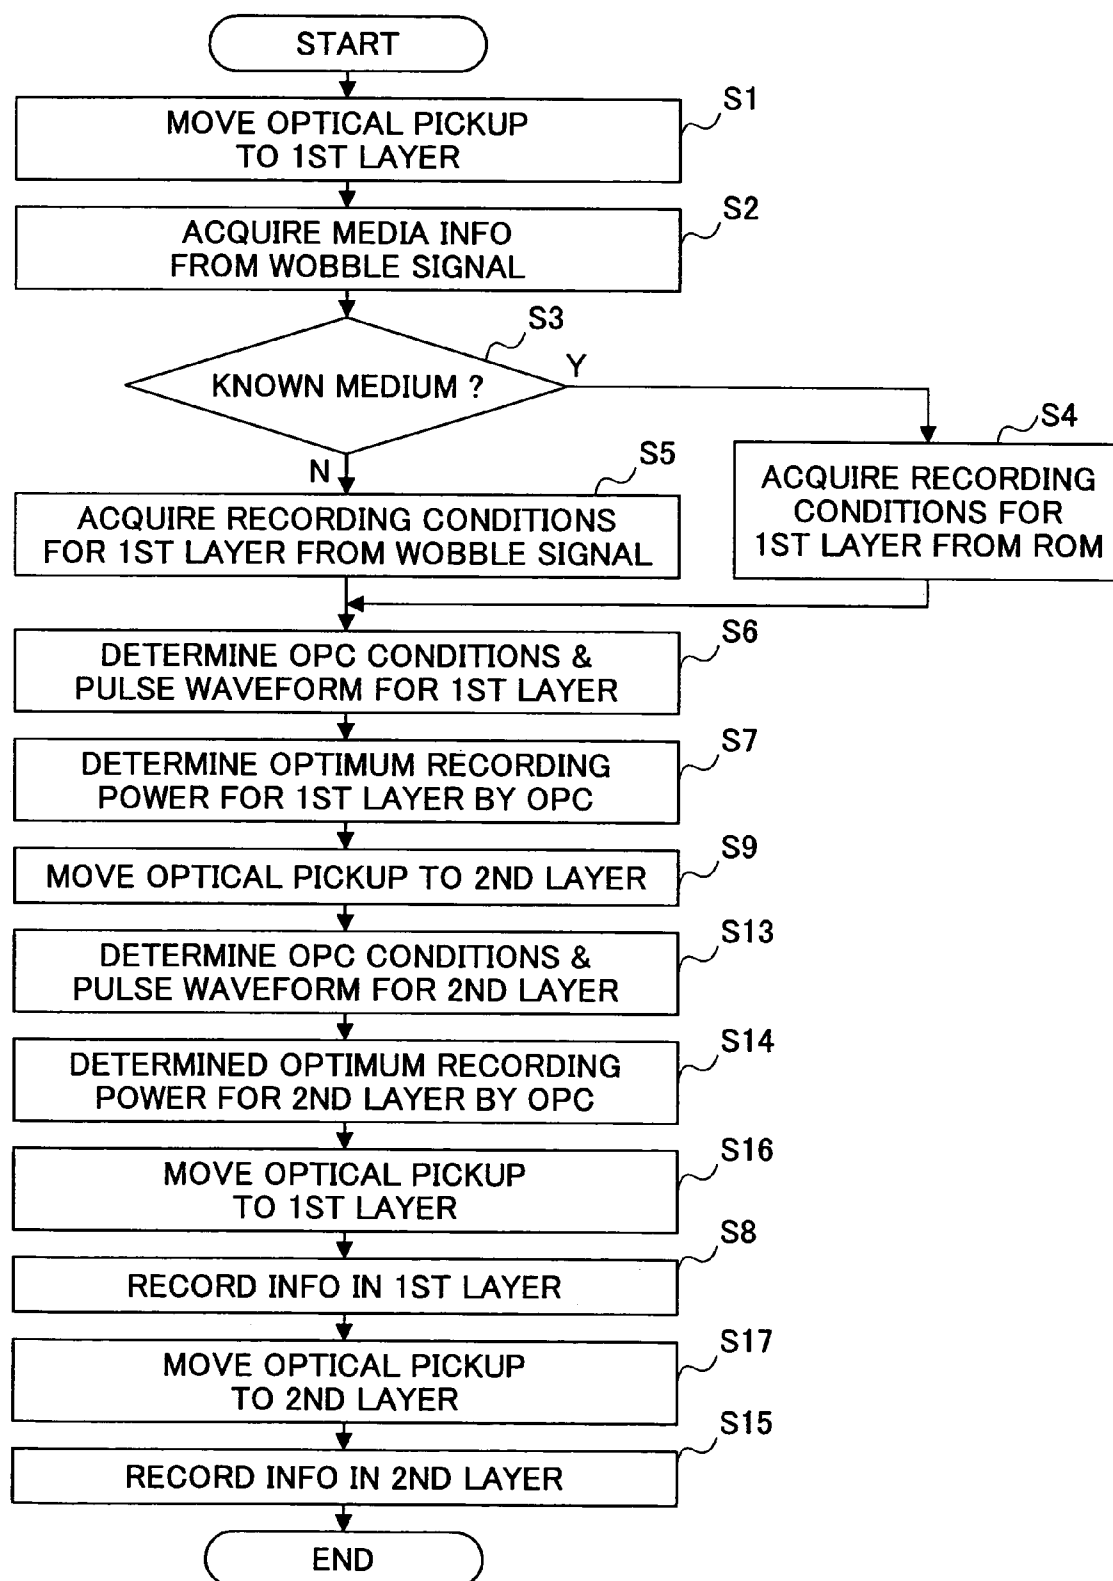 START
S1
MOVE OPTICAL PICKUP
TO 1ST LAYER
S2
ACQUIRE MEDIA INFO
FROM WOBBLE SIGNAL
S3
KNOWN MEDIUM ?
Y
N
S4
ACQUIRE RECORDING
CONDITIONS FOR
1ST LAYER FROM ROM
S5
ACQUIRE RECORDING CONDITIONS
FOR 1ST LAYER FROM WOBBLE SIGNAL
S6
DETERMINE OPC CONDITIONS &
PULSE WAVEFORM FOR 1ST LAYER
S7
DETERMINE OPTIMUM RECORDING
POWER FOR 1ST LAYER BY OPC
S9
MOVE OPTICAL PICKUP TO 2ND LAYER
S13
DETERMINE OPC CONDITIONS &
PULSE WAVEFORM FOR 2ND LAYER
S14
DETERMINED OPTIMUM RECORDING
POWER FOR 2ND LAYER BY OPC
S16
MOVE OPTICAL PICKUP
TO 1ST LAYER
S8
RECORD INFO IN 1ST LAYER
S17
MOVE OPTICAL PICKUP
TO 2ND LAYER
S15
RECORD INFO IN 2ND LAYER
END